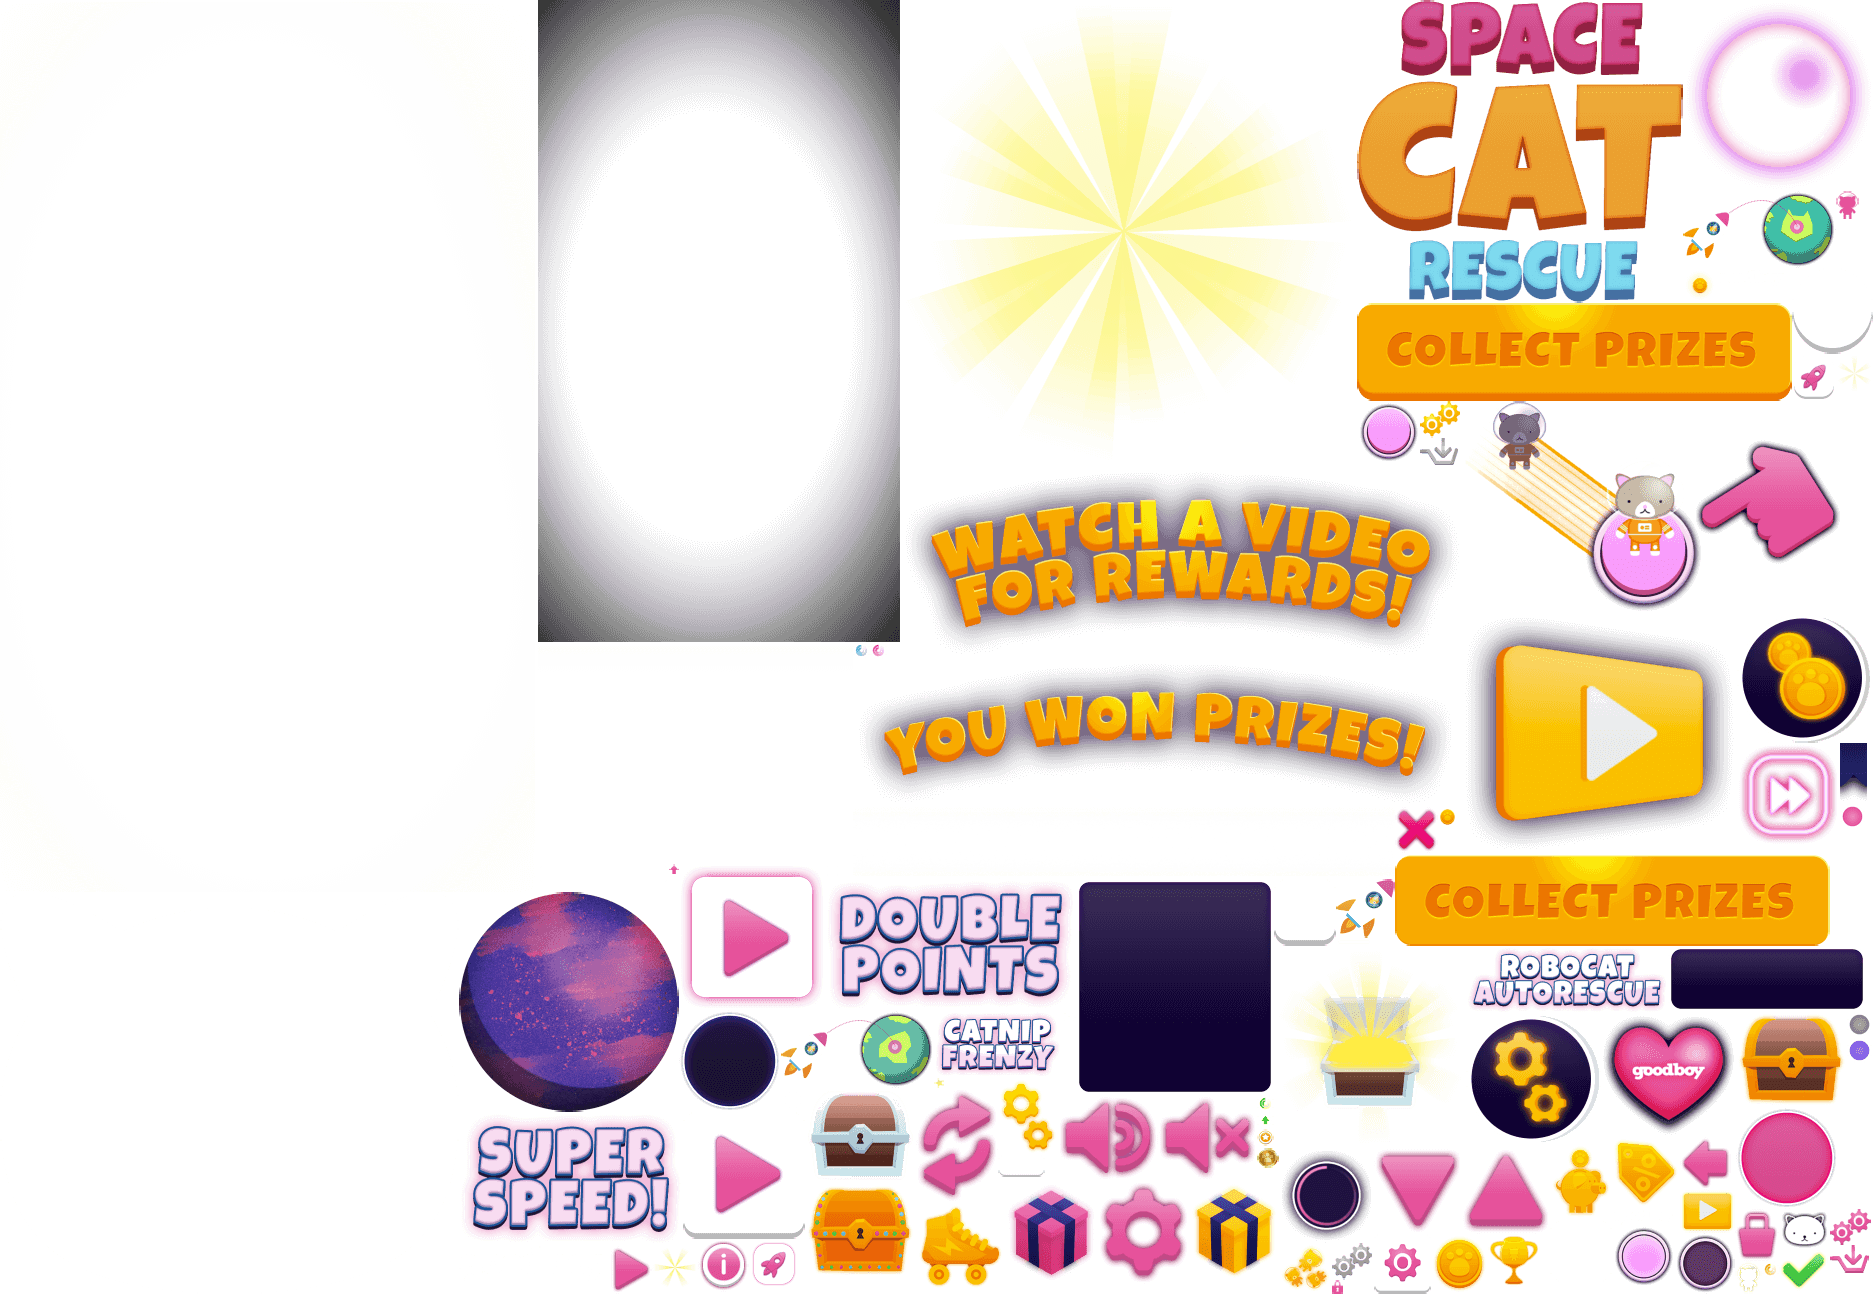 SPACE
CAT
RESCUE
COLLECT PRIZES
WATCH A VIDEO
FOR REWARDS!
YOU WON PRIZES!
COLLECT PRIZES
DOUBLE
POINTS
ROBOCAT
AUTORESCUE
CATNIP
FRENZY
goodboy
SUPER
SPEED!
i